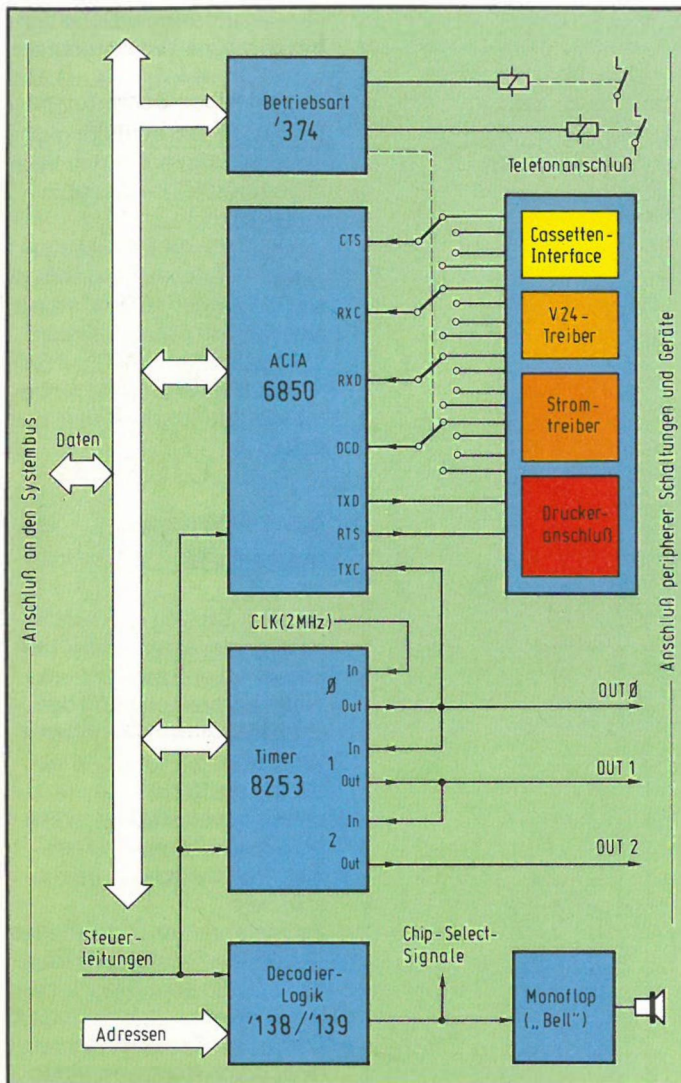 Anschluß an den Systembus
Anschluß peripherer Schaltungen und Geräte
Betriebsart
'374
L
L
Telefonanschluß
CTS
RXC
RXD
DCD
TXD
RTS
TXC
ACIA
6850
Cassetten-
Interface
V24-
Treiber
Strom-
treiber
Drucker-
anschluß
Daten
CLK(2MHz)
In
Ø
Out
In
1
Out
In
2
Out
Timer
8253
OUT Ø
OUT 1
OUT 2
Steuer-
leitungen
Adressen
Decodier-
Logik
'138/'139
Chip-Select-
Signale
Monoflop
(„Bell")